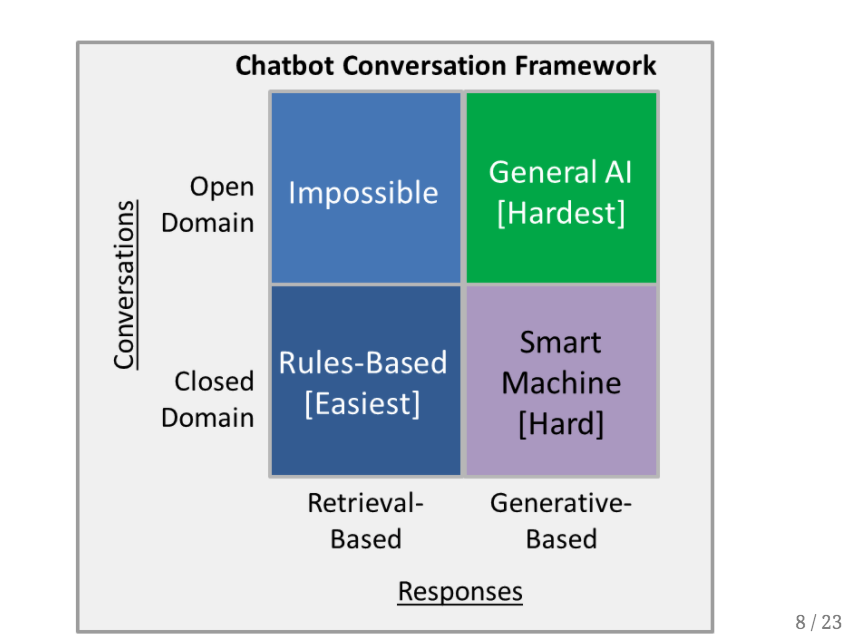 Chatbot Conversation Framework
Conversations
Open
Domain
Impossible
General AI
[Hardest]
Closed
Domain
Rules-Based
[Easiest]
Smart
Machine
[Hard]
Retrieval-
Based
Generative-
Based
Responses
8 / 23